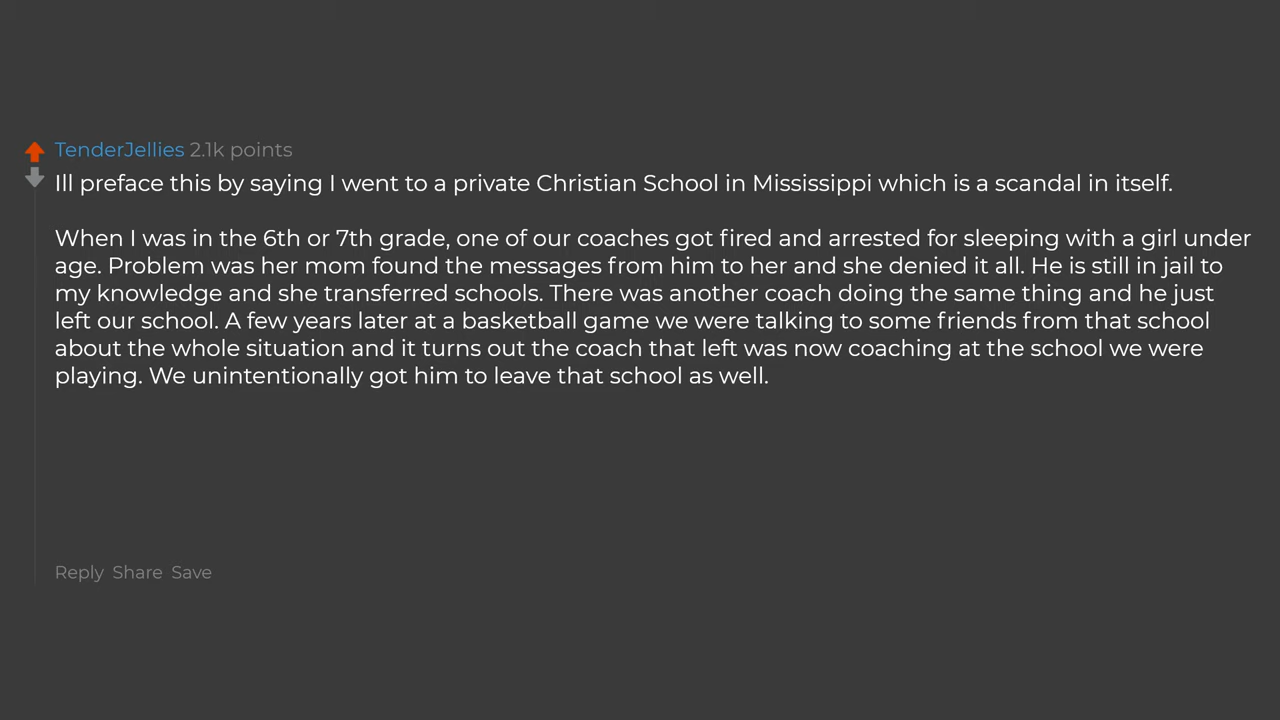 TenderJellies 2.1k points
Ill preface this by saying I went to a private Christian School in Mississippi which is a scandal in itself.
When I was in the 6th or 7th grade, one of our coaches got fired and arrested for sleeping with a girl under
age. Problem was her mom found the messages from him to her and she denied it all. He is still in jail to
my knowledge and she transferred schools. There was another coach doing the same thing and he just
left our school. A few years later at a basketball game we were talking to some friends from that school
about the whole situation and it turns out the coach that left was now coaching at the school we were
playing. We unintentionally got him to leave that school as well.
Reply Share Save